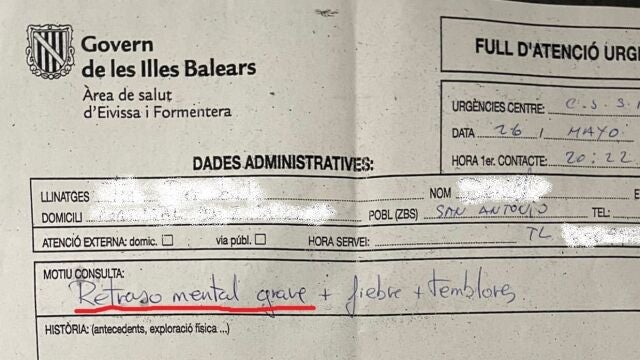 Govern
de les Illes Balears
Àrea de salut
d'Eivissa i Formentera
FULL D'ATENCIÓ URG
URGÈNCIES CENTRE: C.S.S.
DATA 26 / MAYO
HORA 1er. CONTACTE: 20:22
DADES ADMINISTRATIVES:
LLINATGES NOM
DOMICILI POBL (ZBS) SAN ANTONIO TEL:
ATENCIÓ EXTERNA: domic. via públ. HORA SERVEI: TL
MOTIU CONSULTA:
Retraso mental grave + fiebre + temblores
HISTÒRIA: (antecedents, exploració física ...)